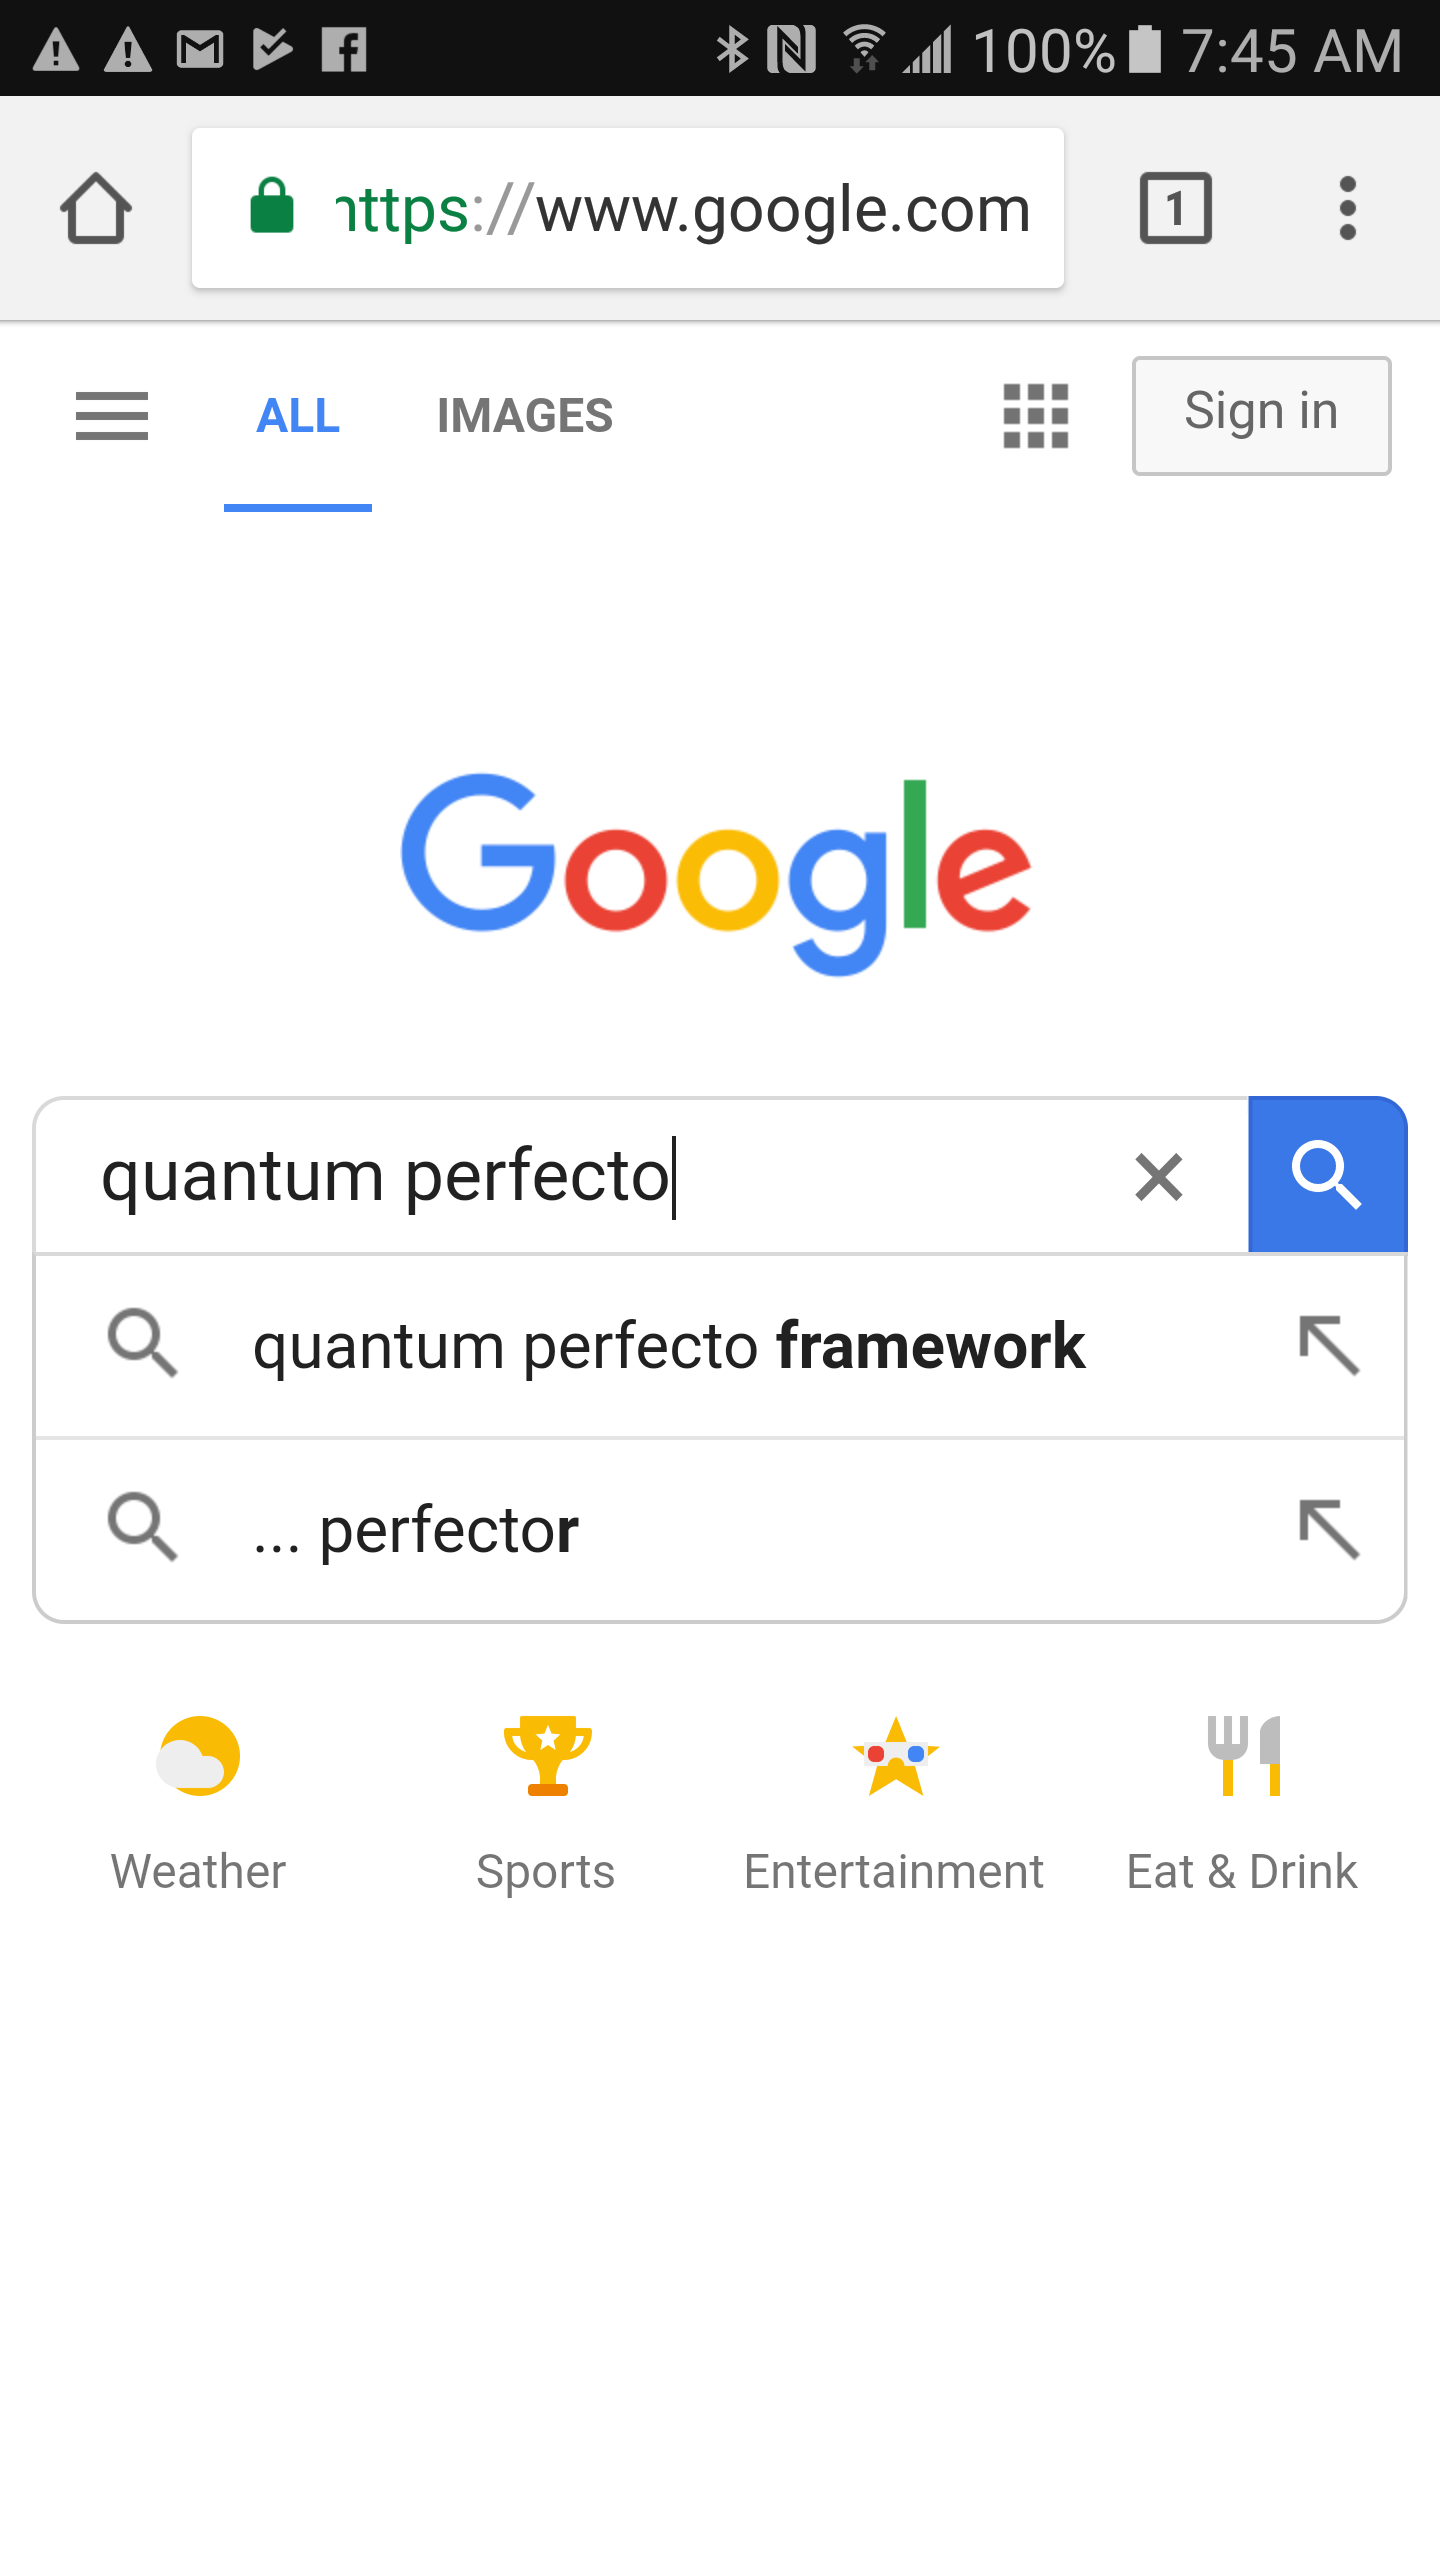 100% 7:45 AM
https://www.google.com
1
ALL IMAGES Sign in
Google
quantum perfecto
quantum perfecto framework
... perfector
Weather Sports Entertainment Eat & Drink